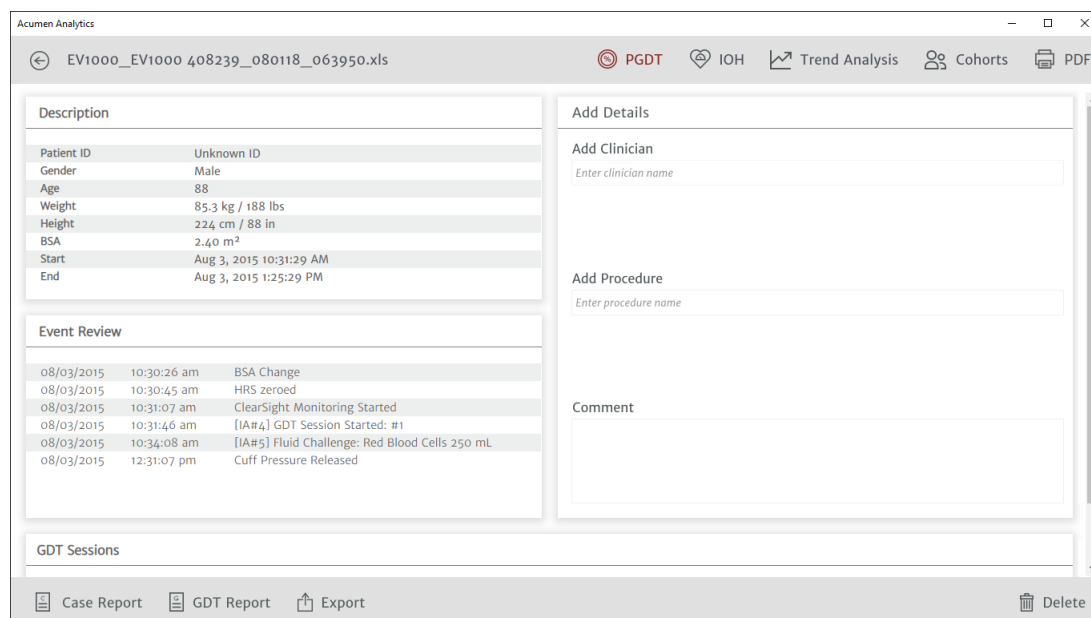 Acumen Analytics
EV1000_EV1000 408239_080118_063950.xls
PGDT
IOH
Trend Analysis
Cohorts
PDF
Description
Patient ID Unknown ID
Gender Male
Age 88
Weight 85.3 kg / 188 lbs
Height 224 cm / 88 in
BSA 2.40 m²
Start Aug 3, 2015 10:31:29 AM
End Aug 3, 2015 1:25:29 PM
Event Review
08/03/2015 10:30:26 am BSA Change
08/03/2015 10:30:45 am HRS zeroed
08/03/2015 10:31:07 am ClearSight Monitoring Started
08/03/2015 10:31:46 am [IA#4] GDT Session Started: #1
08/03/2015 10:34:08 am [IA#5] Fluid Challenge: Red Blood Cells 250 mL
08/03/2015 12:31:07 pm Cuff Pressure Released
Add Details
Add Clinician
Enter clinician name
Add Procedure
Enter procedure name
Comment
GDT Sessions
C Case Report
G GDT Report
Export
Delete